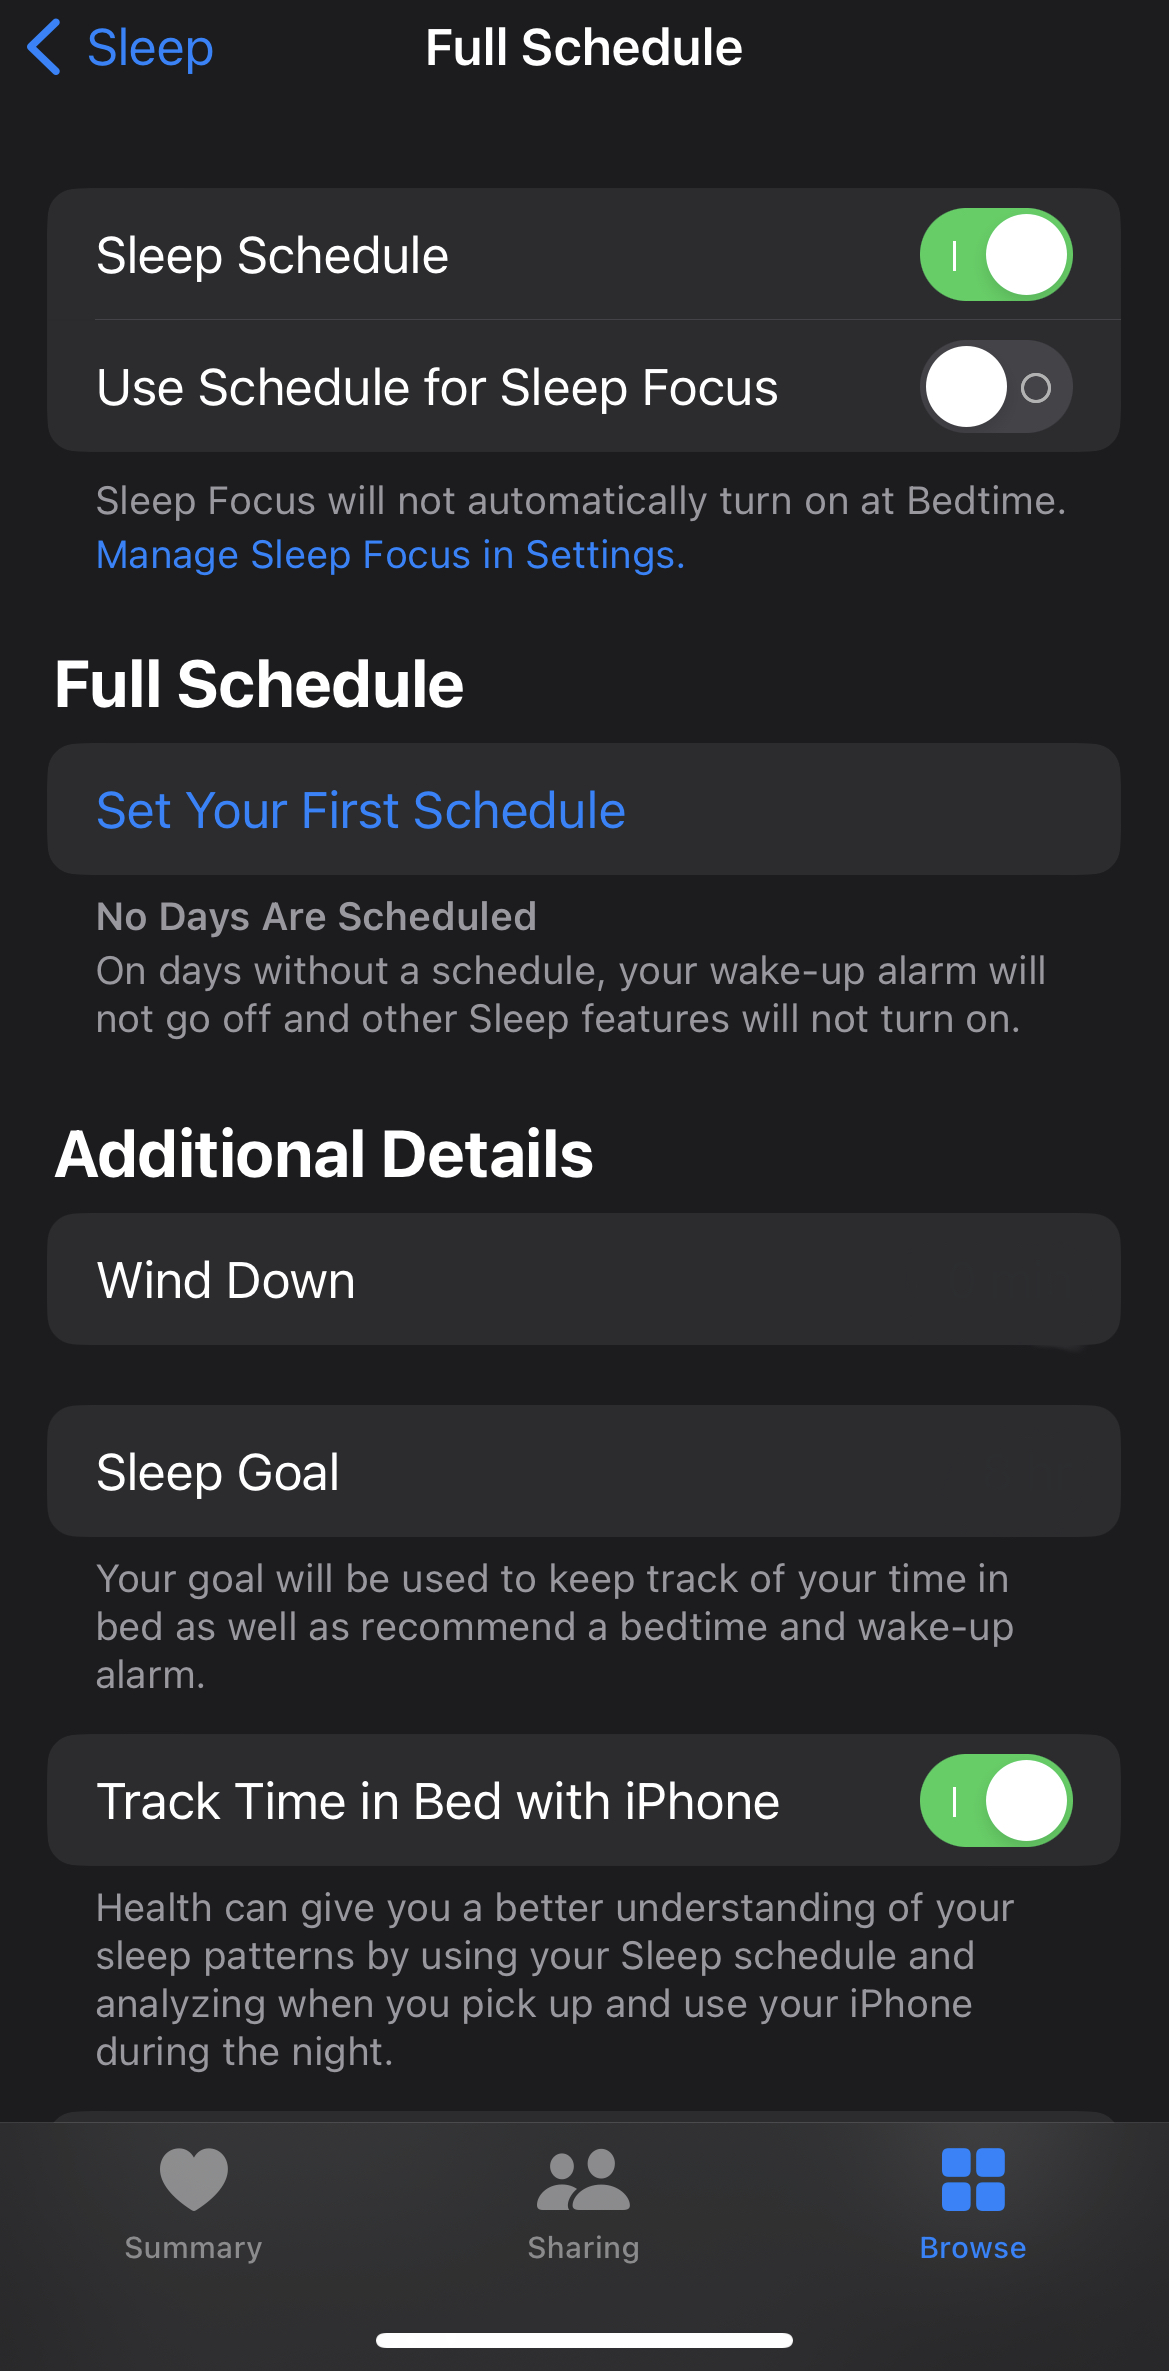 Sleep
Full Schedule
Sleep Schedule
Use Schedule for Sleep Focus
Sleep Focus will not automatically turn on at Bedtime.
Manage Sleep Focus in Settings.
Full Schedule
Set Your First Schedule
No Days Are Scheduled
On days without a schedule, your wake-up alarm will
not go off and other Sleep features will not turn on.
Additional Details
Wind Down
Sleep Goal
Your goal will be used to keep track of your time in
bed as well as recommend a bedtime and wake-up
alarm.
Track Time in Bed with iPhone
Health can give you a better understanding of your
sleep patterns by using your Sleep schedule and
analyzing when you pick up and use your iPhone
during the night.
Summary
Sharing
Browse